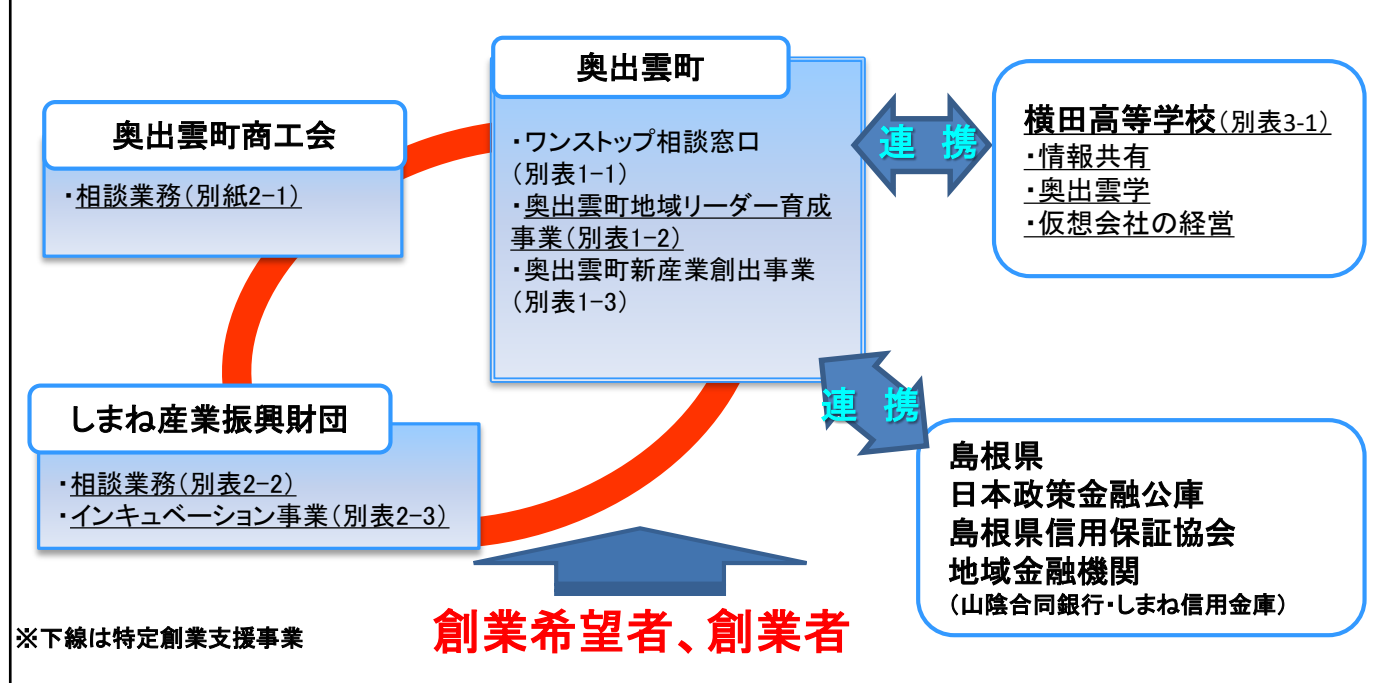 奥出雲町商工会
・相談業務(別紙2-1)
奥出雲町
・ワンストップ相談窓口
(別表1-1)
・奥出雲町地域リーダー育成
事業(別表1-2)
・奥出雲町新産業創出事業
(別表1-3)
連 携
横田高等学校(別表3-1)
・情報共有
・奥出雲学
・仮想会社の経営
しまね産業振興財団
・相談業務(別表2-2)
・インキュベーション事業(別表2-3)
連 携
島根県
日本政策金融公庫
島根県信用保証協会
地域金融機関
(山陰合同銀行・しまね信用金庫)
創業希望者、創業者
※下線は特定創業支援事業